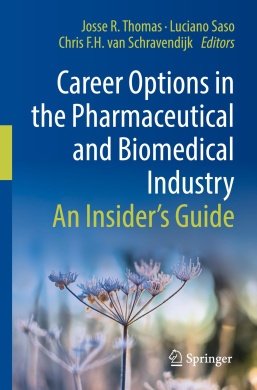 Josse R. Thomas · Luciano Saso
Chris F.H. van Schravendijk Editors
Career Options in
the Pharmaceutical
and Biomedical
Industry
An Insider's Guide
Springer